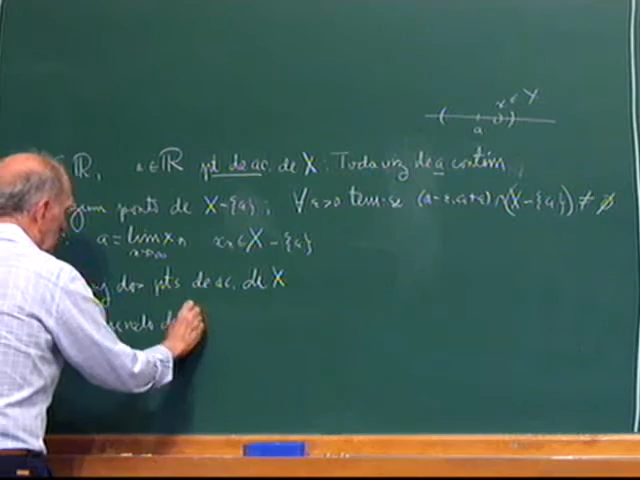 x ∈ X
a
ℝ, a ∈ ℝ pt de ac. de X : Toda viz de a contém
ponto de X-{a} ; ∀ε>0 tem-se (a-ε, a+ε)∩(X-{a}) ≠ ∅
a = lim xₙ xₙ ∈ X - {a}
n→∞
dos pts de ac. de X